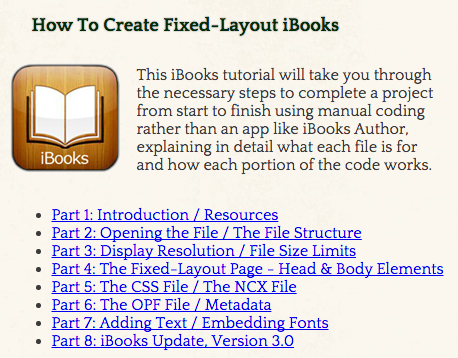 How To Create Fixed-Layout iBooks
iBooks
This iBooks tutorial will take you through
the necessary steps to complete a project
from start to finish using manual coding
rather than an app like iBooks Author,
explaining in detail what each file is for
and how each portion of the code works.
Part 1: Introduction / Resources
Part 2: Opening the File / The File Structure
Part 3: Display Resolution / File Size Limits
Part 4: The Fixed-Layout Page - Head & Body Elements
Part 5: The CSS File / The NCX File
Part 6: The OPF File / Metadata
Part 7: Adding Text / Embedding Fonts
Part 8: iBooks Update, Version 3.0